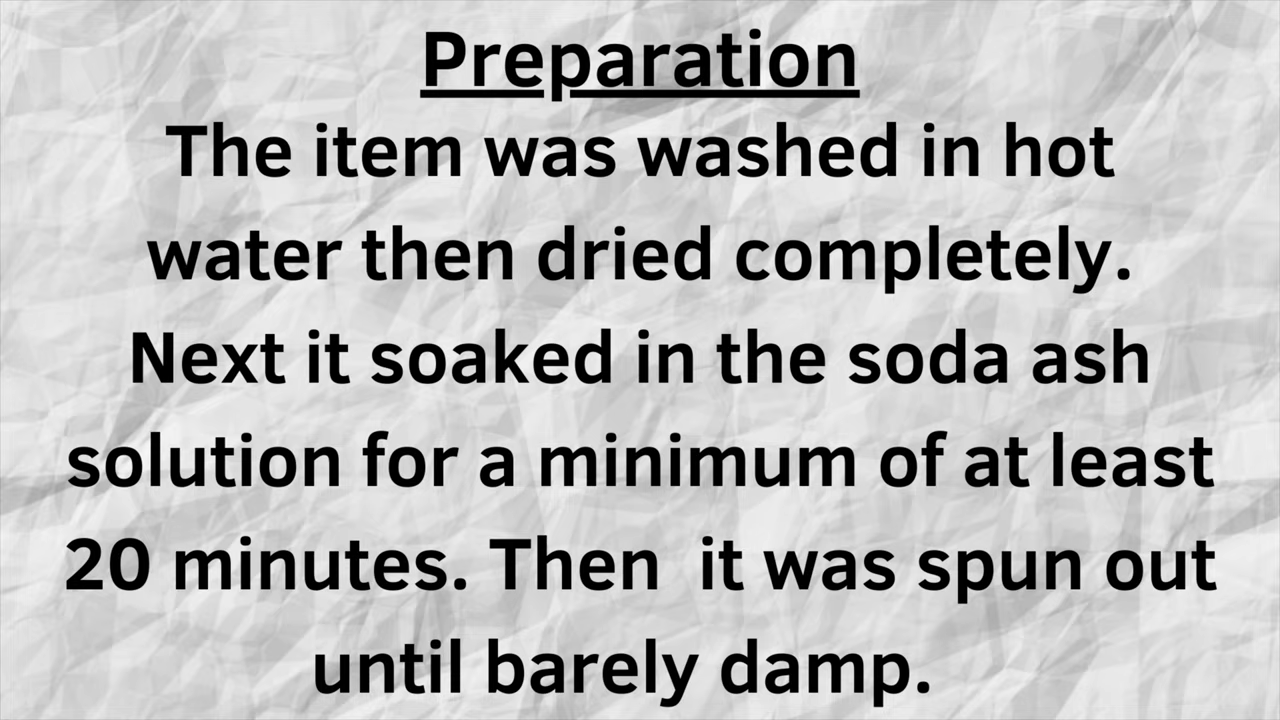 Preparation
The item was washed in hot
water then dried completely.
Next it soaked in the soda ash
solution for a minimum of at least
20 minutes. Then  it was spun out
until barely damp.